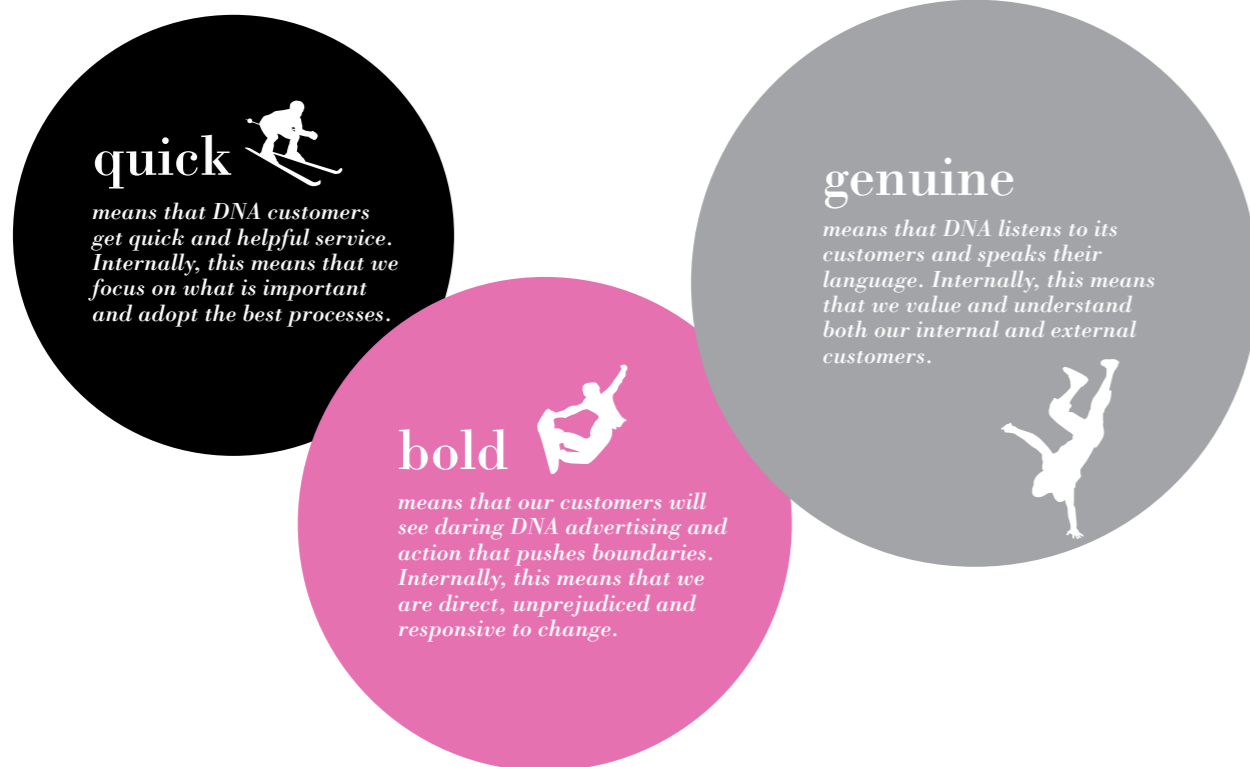 quick
means that DNA customers
get quick and helpful service.
Internally, this means that we
focus on what is important
and adopt the best processes.
bold
means that our customers will
see daring DNA advertising and
action that pushes boundaries.
Internally, this means that we
are direct, unprejudiced and
responsive to change.
genuine
means that DNA listens to its
customers and speaks their
language. Internally, this means
that we value and understand
both our internal and external
customers.